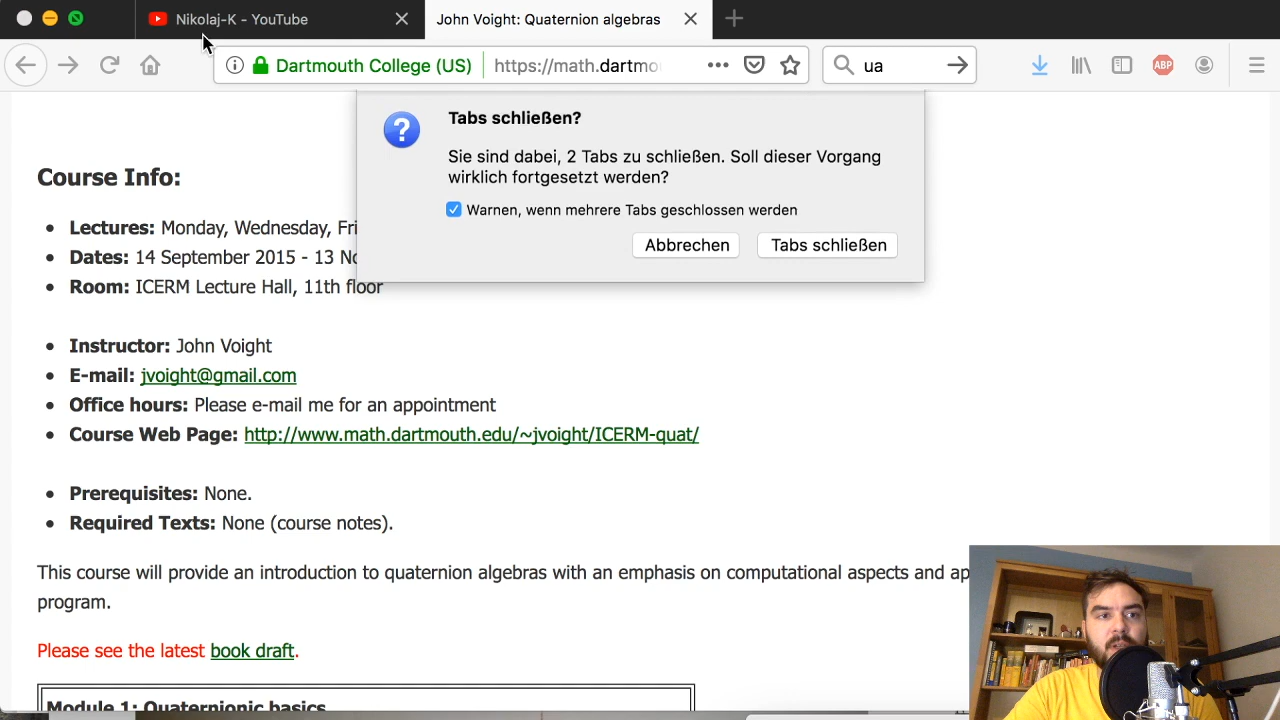 Nikolaj-K - YouTube
John Voight: Quaternion algebras
Dartmouth College (US)
https://math.dartmo
ua
ABP
Tabs schließen?
Sie sind dabei, 2 Tabs zu schließen. Soll dieser Vorgang
wirklich fortgesetzt werden?
Warnen, wenn mehrere Tabs geschlossen werden
Abbrechen
Tabs schließen
Course Info:
Lectures: Monday, Wednesday, Fri
Dates: 14 September 2015 - 13 No
Room: ICERM Lecture Hall, 11th floor
Instructor: John Voight
E-mail: jvoight@gmail.com
Office hours: Please e-mail me for an appointment
Course Web Page: http://www.math.dartmouth.edu/~jvoight/ICERM-quat/
Prerequisites: None.
Required Texts: None (course notes).
This course will provide an introduction to quaternion algebras with an emphasis on computational aspects and ap
program.
Please see the latest book draft.
Module 1: Quaternionic basics